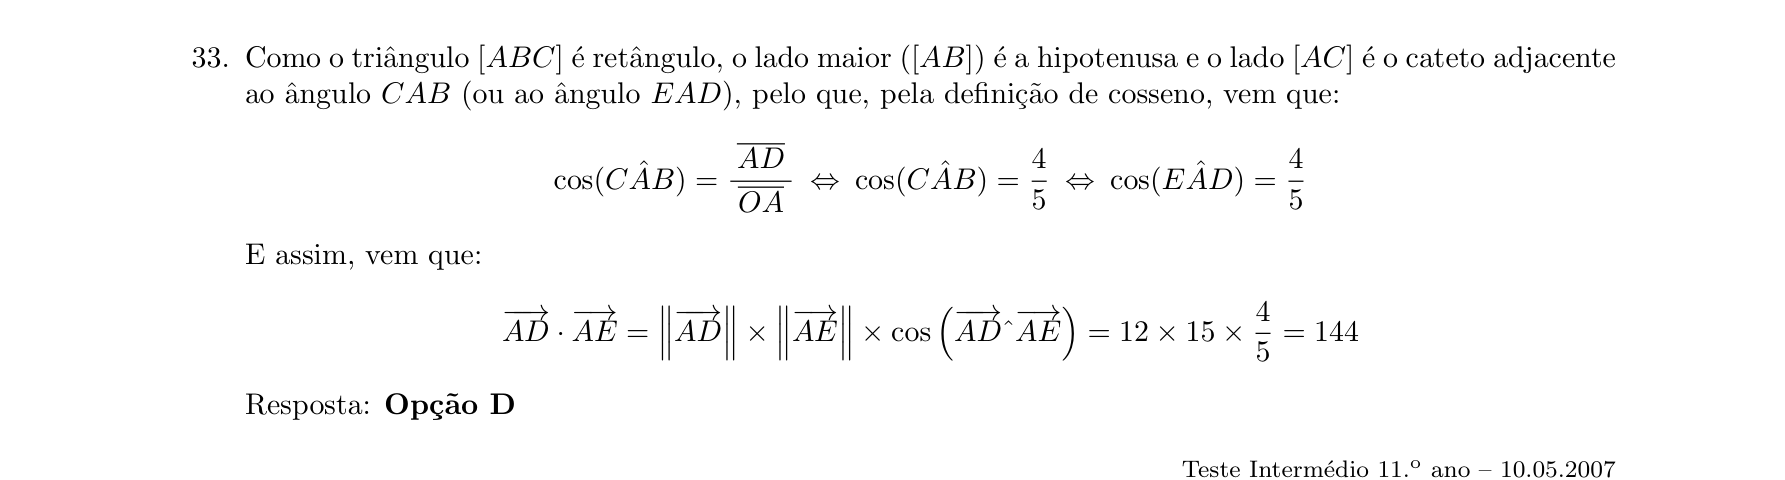 33. Como o triângulo [ABC] é retângulo, o lado maior ([AB]) é a hipotenusa e o lado [AC] é o cateto adjacente
ao ângulo CAB (ou ao ângulo EAD), pelo que, pela definição de cosseno, vem que:
$\cos(C\hat{A}B) = \dfrac{\overline{AD}}{\overline{OA}} \Leftrightarrow \cos(C\hat{A}B) = \dfrac{4}{5} \Leftrightarrow \cos(E\hat{A}D) = \dfrac{4}{5}$
E assim, vem que:
$\overrightarrow{AD} \cdot \overrightarrow{AE} = \left\|\overrightarrow{AD}\right\| \times \left\|\overrightarrow{AE}\right\| \times \cos\left(\overrightarrow{AD}\hat{\ }\overrightarrow{AE}\right) = 12 \times 15 \times \dfrac{4}{5} = 144$
Resposta: Opção D
Teste Intermédio 11.º ano – 10.05.2007